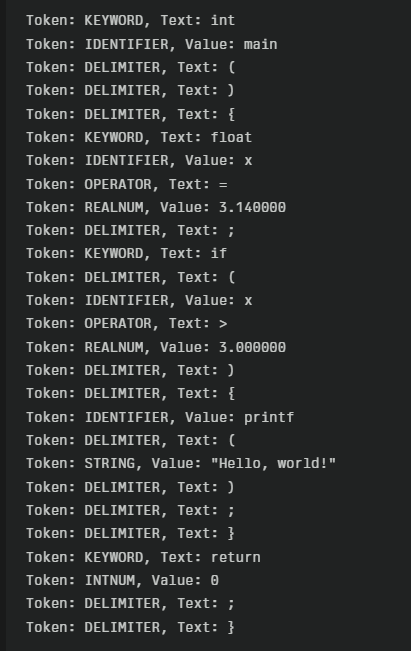 Token: KEYWORD, Text: int
Token: IDENTIFIER, Value: main
Token: DELIMITER, Text: (
Token: DELIMITER, Text: )
Token: DELIMITER, Text: {
Token: KEYWORD, Text: float
Token: IDENTIFIER, Value: x
Token: OPERATOR, Text: =
Token: REALNUM, Value: 3.140000
Token: DELIMITER, Text: ;
Token: KEYWORD, Text: if
Token: DELIMITER, Text: (
Token: IDENTIFIER, Value: x
Token: OPERATOR, Text: >
Token: REALNUM, Value: 3.000000
Token: DELIMITER, Text: )
Token: DELIMITER, Text: {
Token: IDENTIFIER, Value: printf
Token: DELIMITER, Text: (
Token: STRING, Value: "Hello, world!"
Token: DELIMITER, Text: )
Token: DELIMITER, Text: ;
Token: DELIMITER, Text: }
Token: KEYWORD, Text: return
Token: INTNUM, Value: 0
Token: DELIMITER, Text: ;
Token: DELIMITER, Text: }